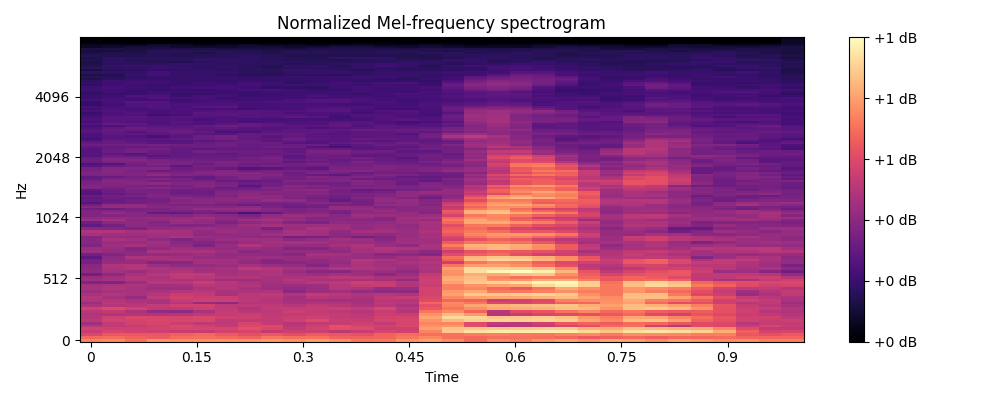 Normalized Mel-frequency spectrogram
Hz
4096
2048
1024
512
0
0 0.15 0.3 0.45 0.6 0.75 0.9
Time
+1 dB
+1 dB
+1 dB
+0 dB
+0 dB
+0 dB